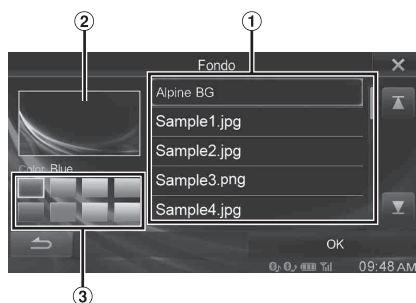 ① ②
Fondo
Alpine BG
Sample1.jpg
Sample2.jpg
Sample3.png
Sample4.jpg
Color: Blue
OK
09:48 AM
③